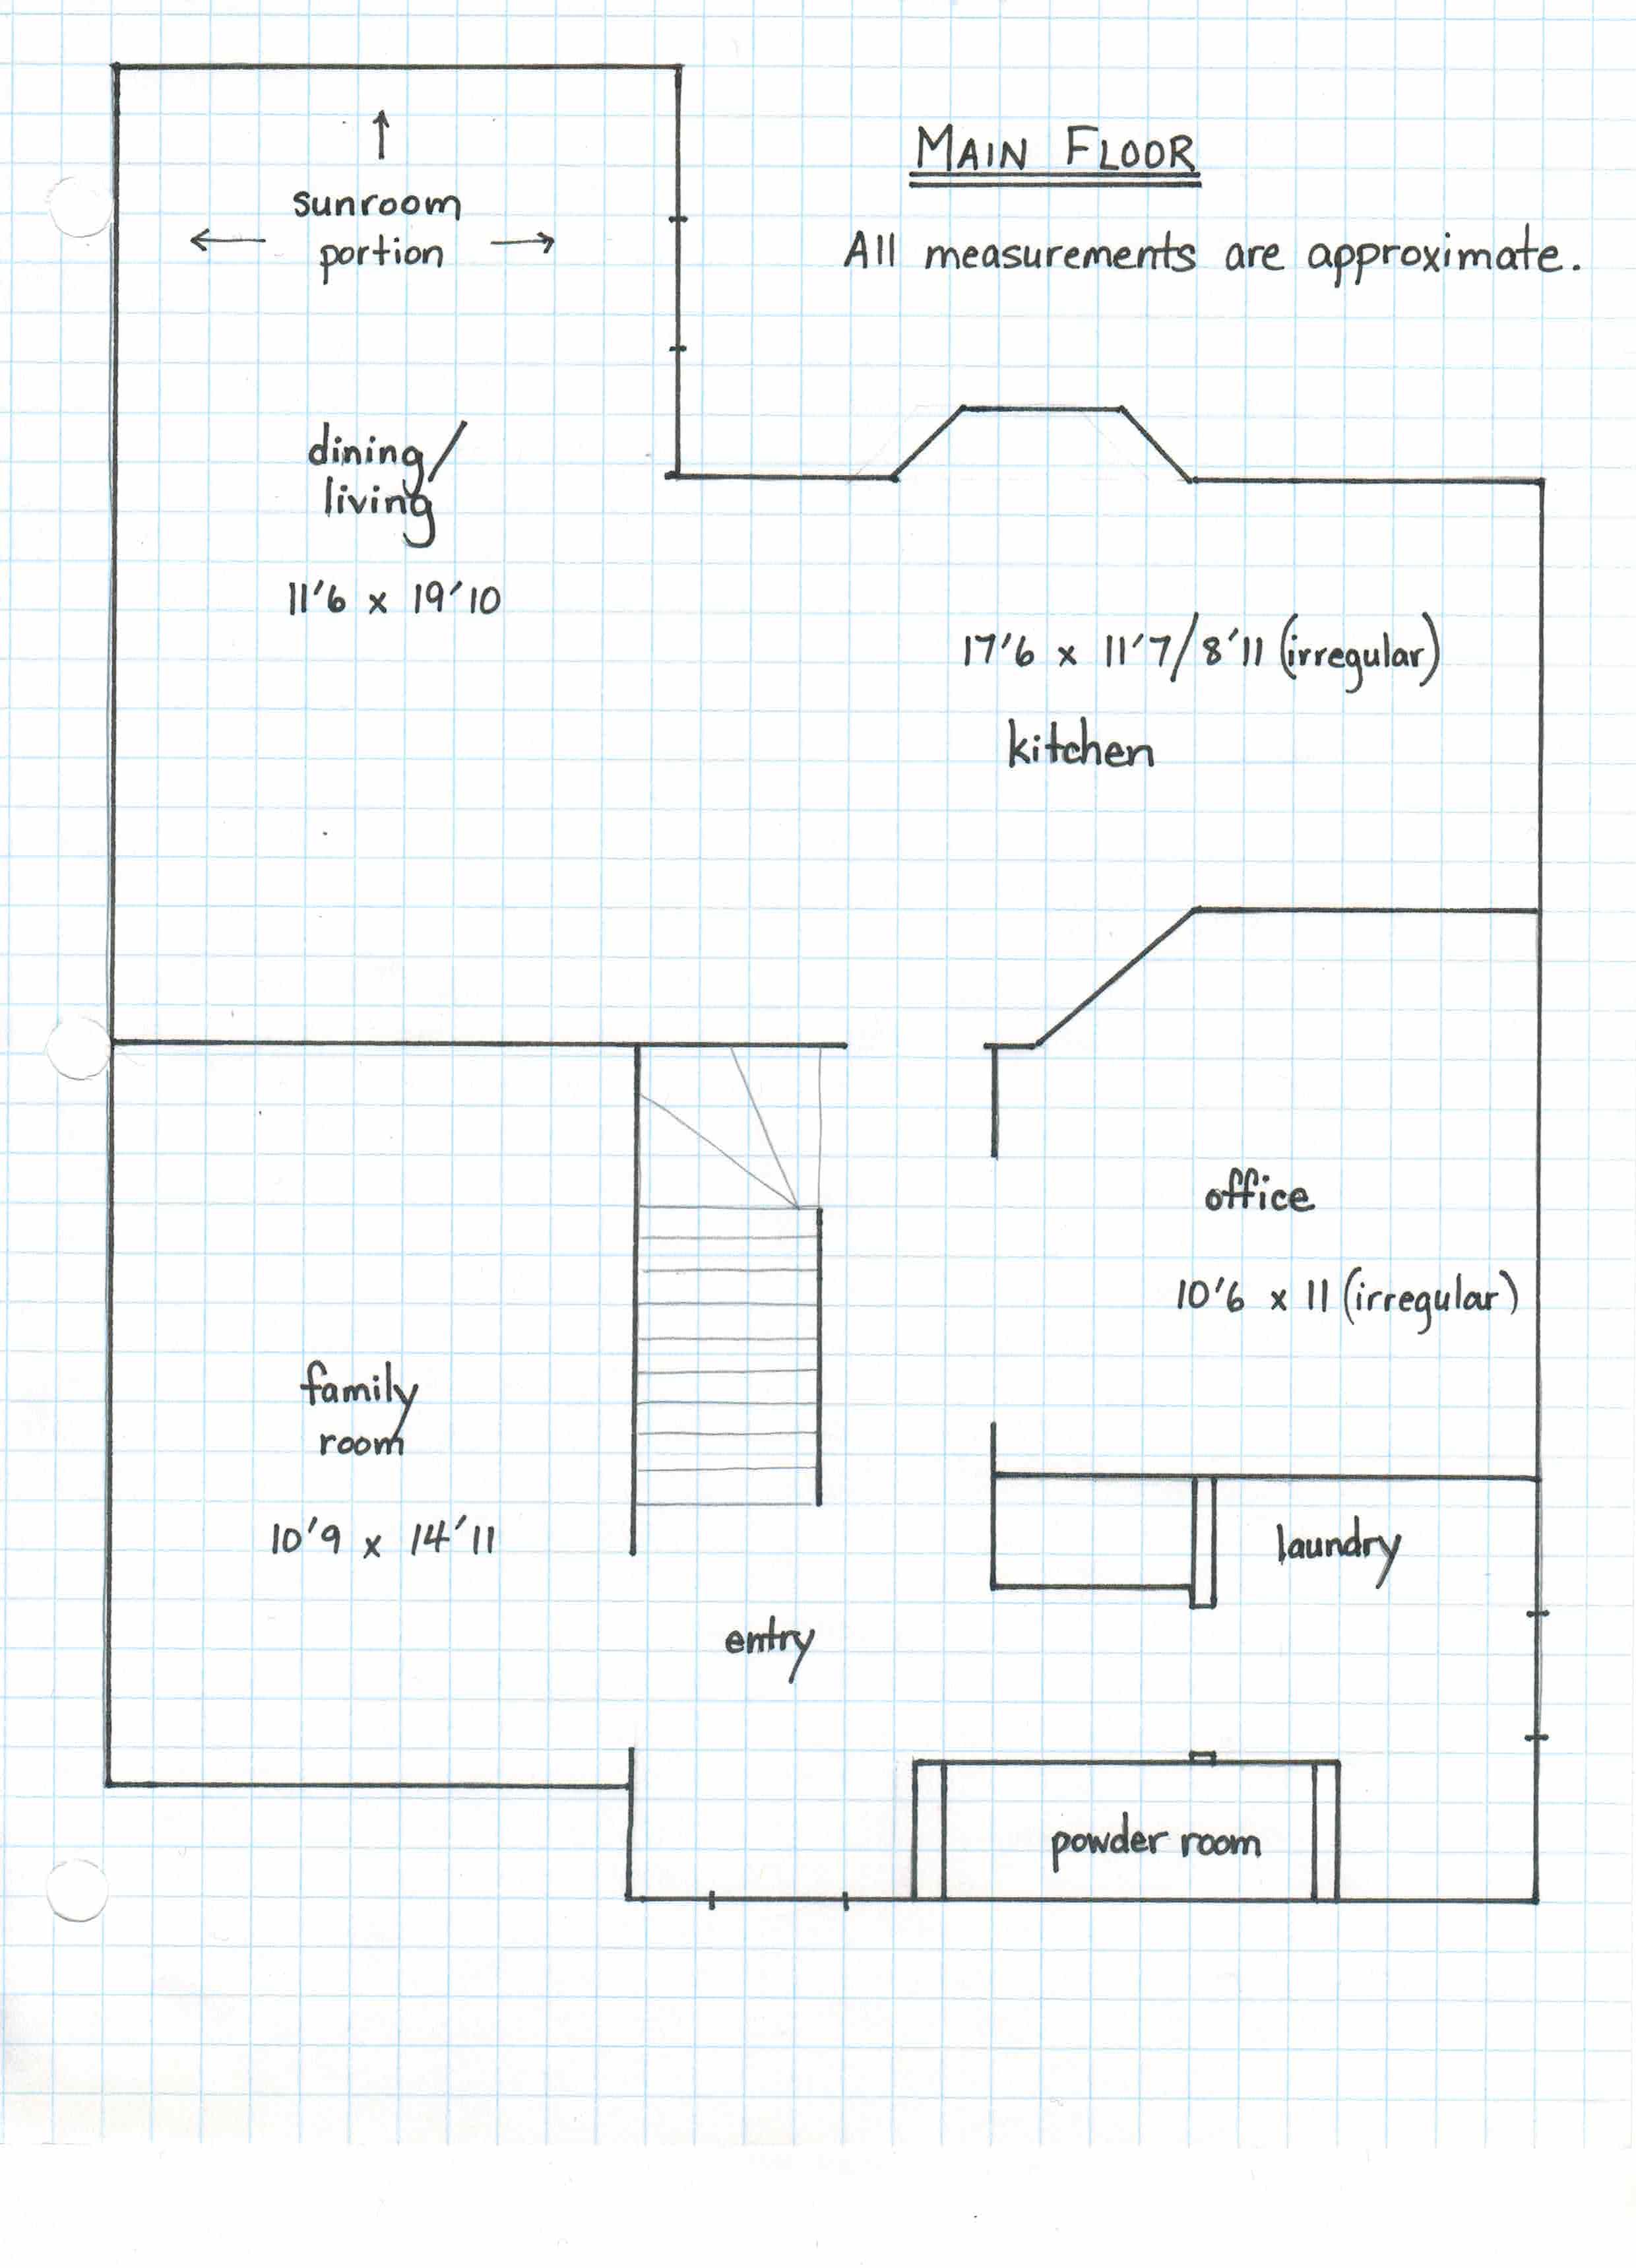 MAIN FLOOR
All measurements are approximate.
sunroom
portion
dining/
living
11'6 x 19'10
17'6 x 11'7/8'11 (irregular)
kitchen
office
10'6 x 11 (irregular)
family
room
10'9 x 14'11
laundry
entry
powder room